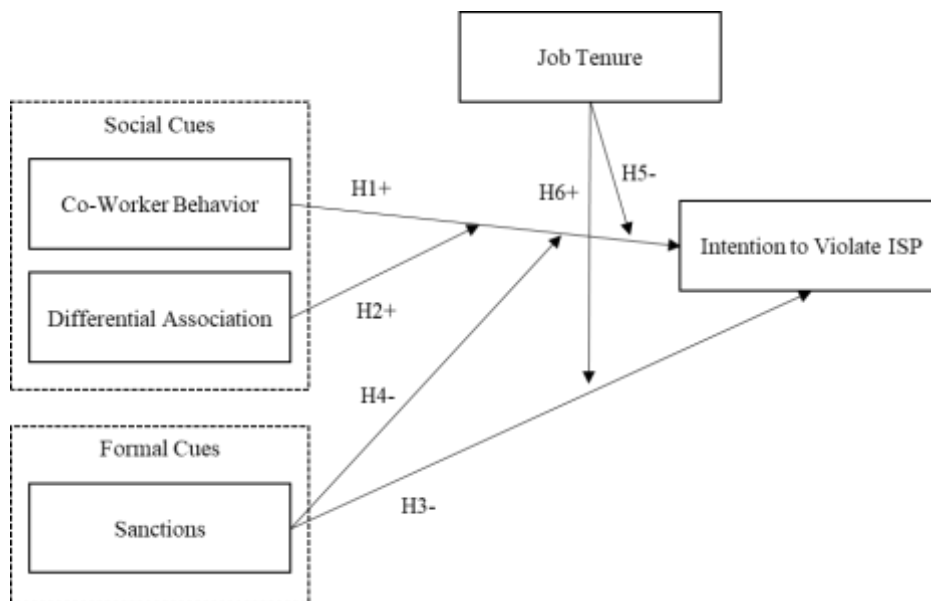 Job Tenure
Social Cues
Co-Worker Behavior
H1+
H6+
H5-
Intention to Violate ISP
Differential Association
H2+
H4-
Formal Cues
Sanctions
H3-